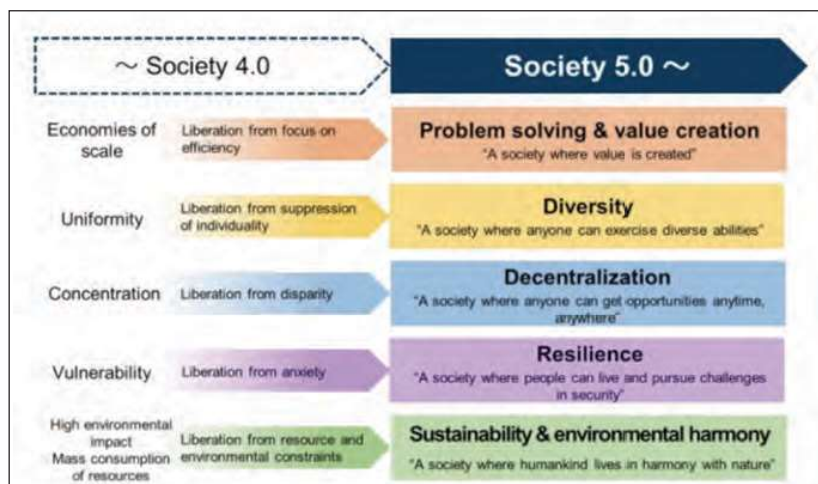 ~ Society 4.0
Society 5.0 ~
Economies of
scale
Liberation from focus on
efficiency
Problem solving & value creation
"A society where value is created"
Uniformity
Liberation from suppression
of individuality
Diversity
"A society where anyone can exercise diverse abilities"
Concentration
Liberation from disparity
Decentralization
"A society where anyone can get opportunities anytime,
anywhere"
Vulnerability
Liberation from anxiety
Resilience
"A society where people can live and pursue challenges
in security"
High environmental
impact
Mass consumption
of resources
Liberation from resource and
environmental constraints
Sustainability & environmental harmony
"A society where humankind lives in harmony with nature"